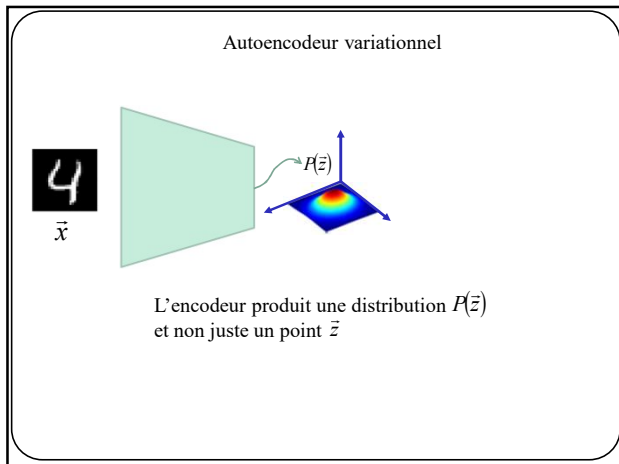 Autoencodeur variationnel
4
P(z⃗)
x⃗
L'encodeur produit une distribution P(z⃗)
et non juste un point z⃗